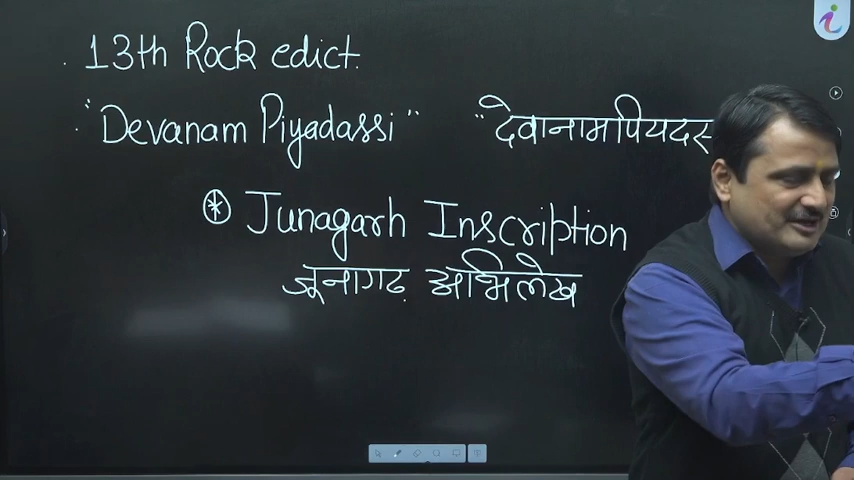 · 13th Rock edict.
· "Devanam Piyadassi" "देवानामपियदस
⊛ Junagarh Inscription
जूनागढ़ अभिलेख